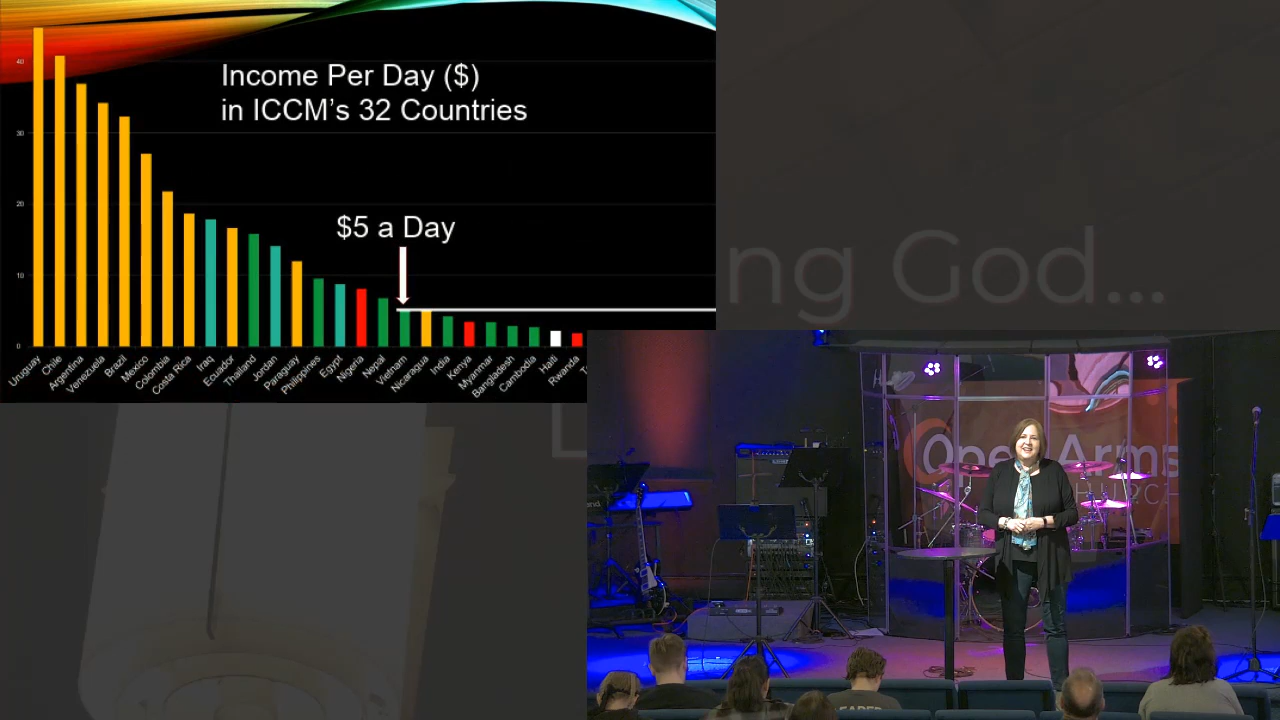 Income Per Day ($)
in ICCM's 32 Countries
$5 a Day
40
30
20
10
0
Uruguay
Chile
Argentina
Venezuela
Brazil
Mexico
Colombia
Costa Rica
Iraq
Ecuador
Thailand
Jordan
Paraguay
Philippines
Egypt
Nigeria
Nepal
Vietnam
Nicaragua
India
Kenya
Myanmar
Bangladesh
Cambodia
Haiti
Rwanda
ng God...
Open Arms
CHURCH